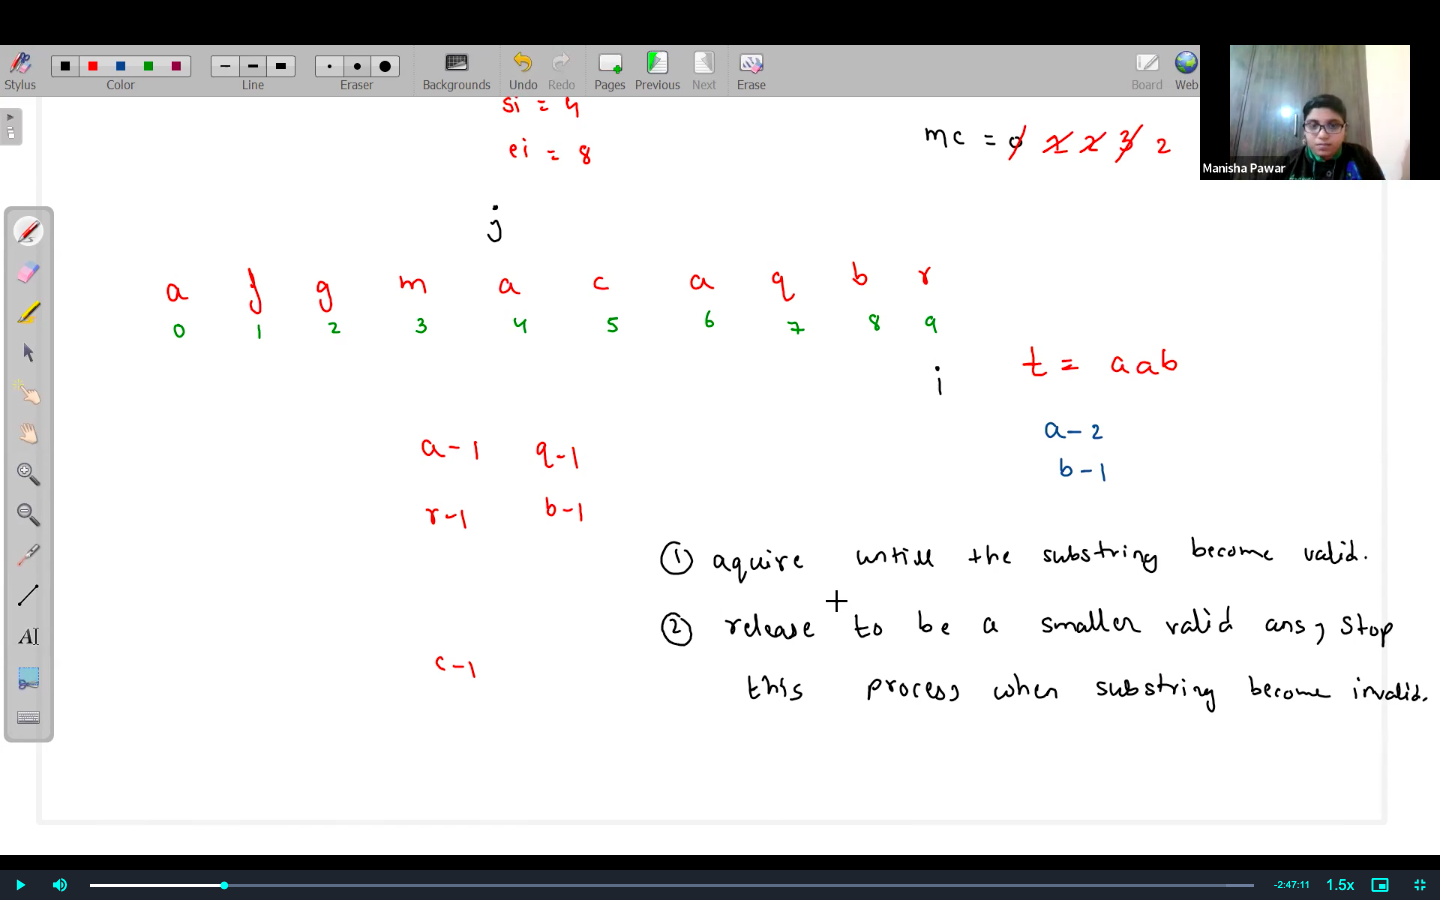 Stylus Color Line Eraser Backgrounds Undo Redo Pages Previous Next Erase Board Web
si = 4
ei = 8
mc = 0 1 2 3 2
Manisha Pawar
j
a f g m a c a q b r
0 1 2 3 4 5 6 7 8 9
i
t = aab
a - 2
b - 1
a - 1 q - 1
r - 1 b - 1
① aquire untill the substring become valid.
② release to be a smaller valid ans, stop
this process when substring become invalid.
c - 1
AI
-2:47:11 1.5x